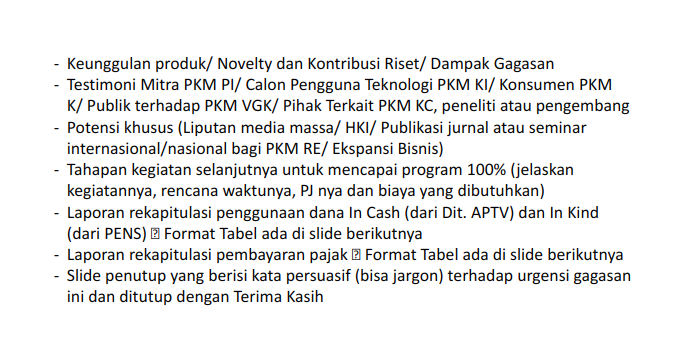 - Keunggulan produk/ Novelty dan Kontribusi Riset/ Dampak Gagasan
- Testimoni Mitra PKM PI/ Calon Pengguna Teknologi PKM KI/ Konsumen PKM
K/ Publik terhadap PKM VGK/ Pihak Terkait PKM KC, peneliti atau pengembang
- Potensi khusus (Liputan media massa/ HKI/ Publikasi jurnal atau seminar
internasional/nasional bagi PKM RE/ Ekspansi Bisnis)
- Tahapan kegiatan selanjutnya untuk mencapai program 100% (jelaskan
kegiatannya, rencana waktunya, PJ nya dan biaya yang dibutuhkan)
- Laporan rekapitulasi penggunaan dana In Cash (dari Dit. APTV) dan In Kind
(dari PENS) ⍰ Format Tabel ada di slide berikutnya
- Laporan rekapitulasi pembayaran pajak ⍰ Format Tabel ada di slide berikutnya
- Slide penutup yang berisi kata persuasif (bisa jargon) terhadap urgensi gagasan
ini dan ditutup dengan Terima Kasih